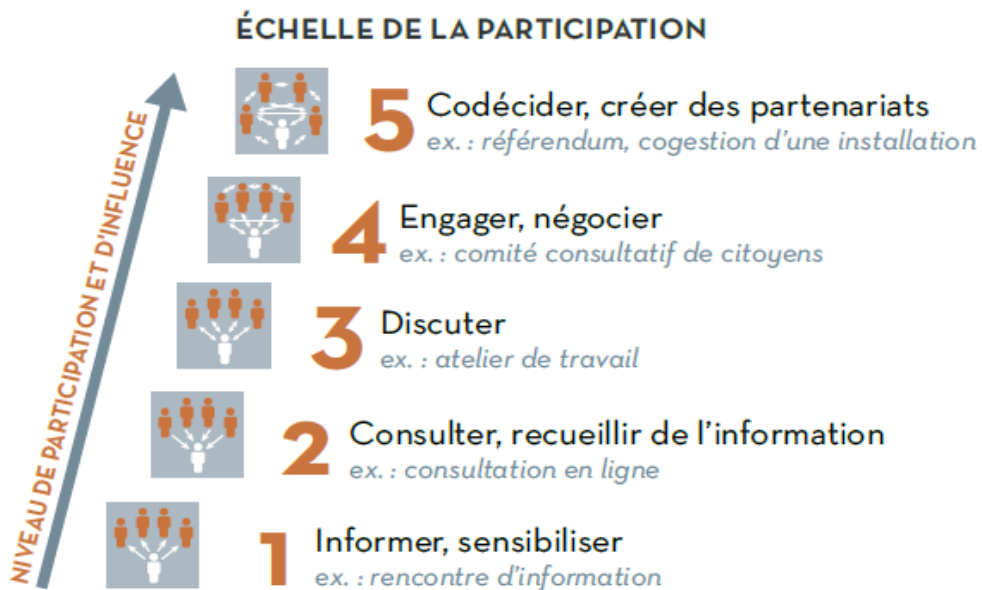 ÉCHELLE DE LA PARTICIPATION
NIVEAU DE PARTICIPATION ET D'INFLUENCE
5 Codécider, créer des partenariats
ex. : référendum, cogestion d'une installation
4 Engager, négocier
ex. : comité consultatif de citoyens
3 Discuter
ex. : atelier de travail
2 Consulter, recueillir de l'information
ex. : consultation en ligne
1 Informer, sensibiliser
ex. : rencontre d'information